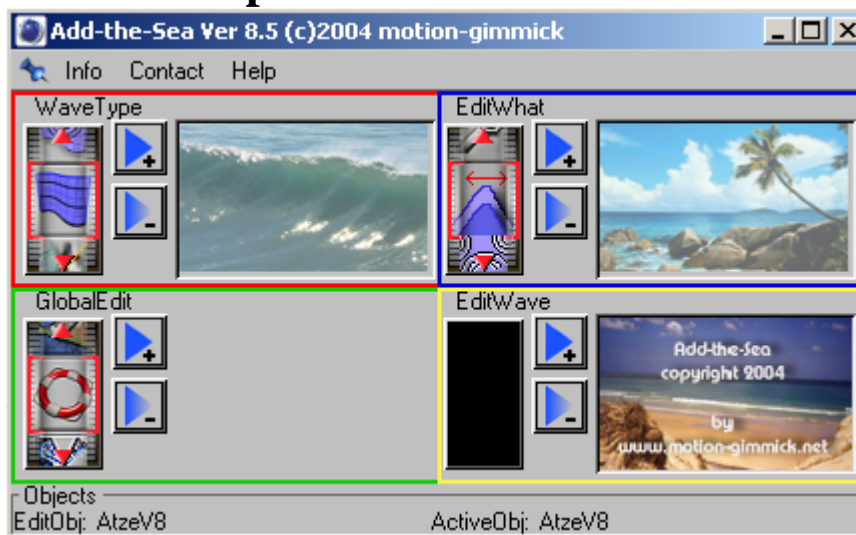 Add-the-Sea Ver 8.5 (c)2004 motion-gimmick
Info Contact Help
WaveType
EditWhat
GlobalEdit
EditWave
Add-the-Sea
copyright 2004
by
www.motion-gimmick.net
Objects
EditObj: AtzeV8
ActiveObj: AtzeV8